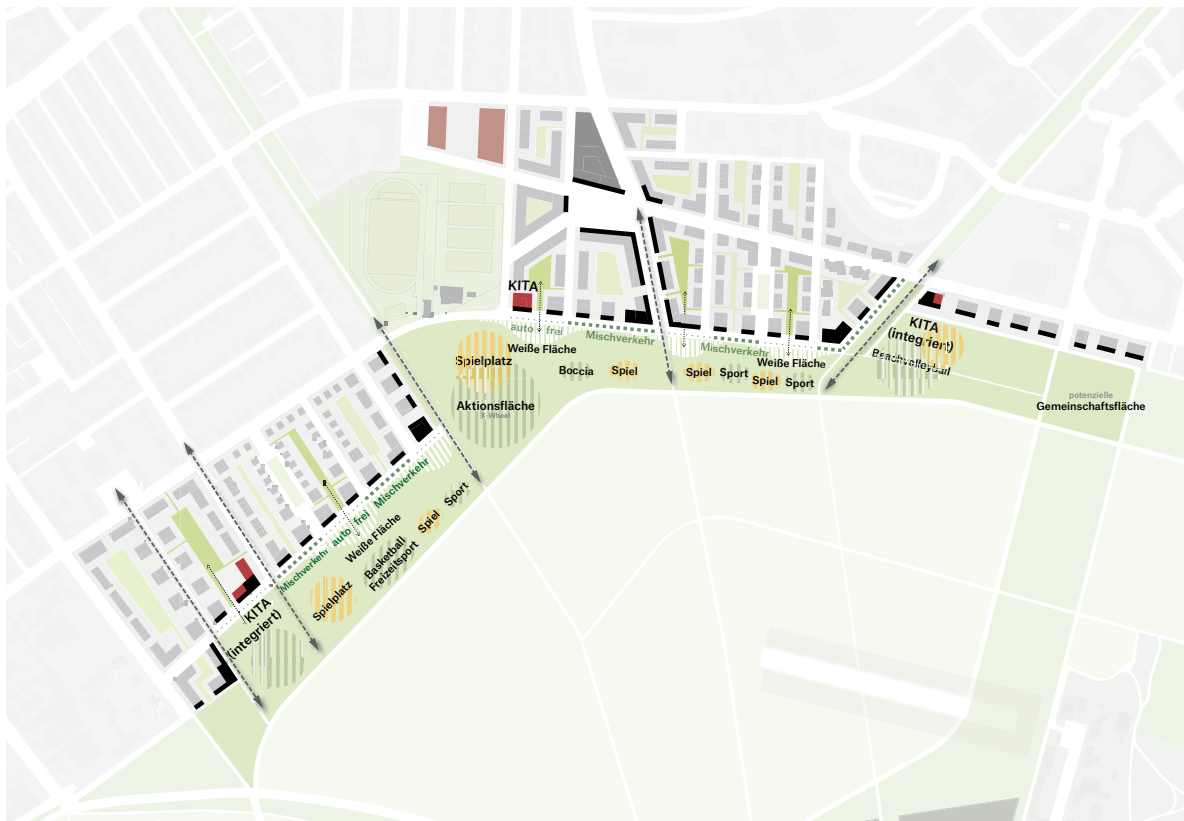 KITA
auto frei
Mischverkehr
Mischverkehr
Weiße Fläche
Weiße Fläche
Spielplatz
Boccia
Spiel
Spiel
Sport
Spiel
Sport
KITA
(integriert)
Beachvolleyball
potenzielle
Gemeinschaftsfläche
Aktionsfläche
X-Wheel
Mischverkehr
auto frei
Mischverkehr
Weiße Fläche
Sport
Spiel
Basketball
Freizeitsport
Spielplatz
KITA
(integriert)